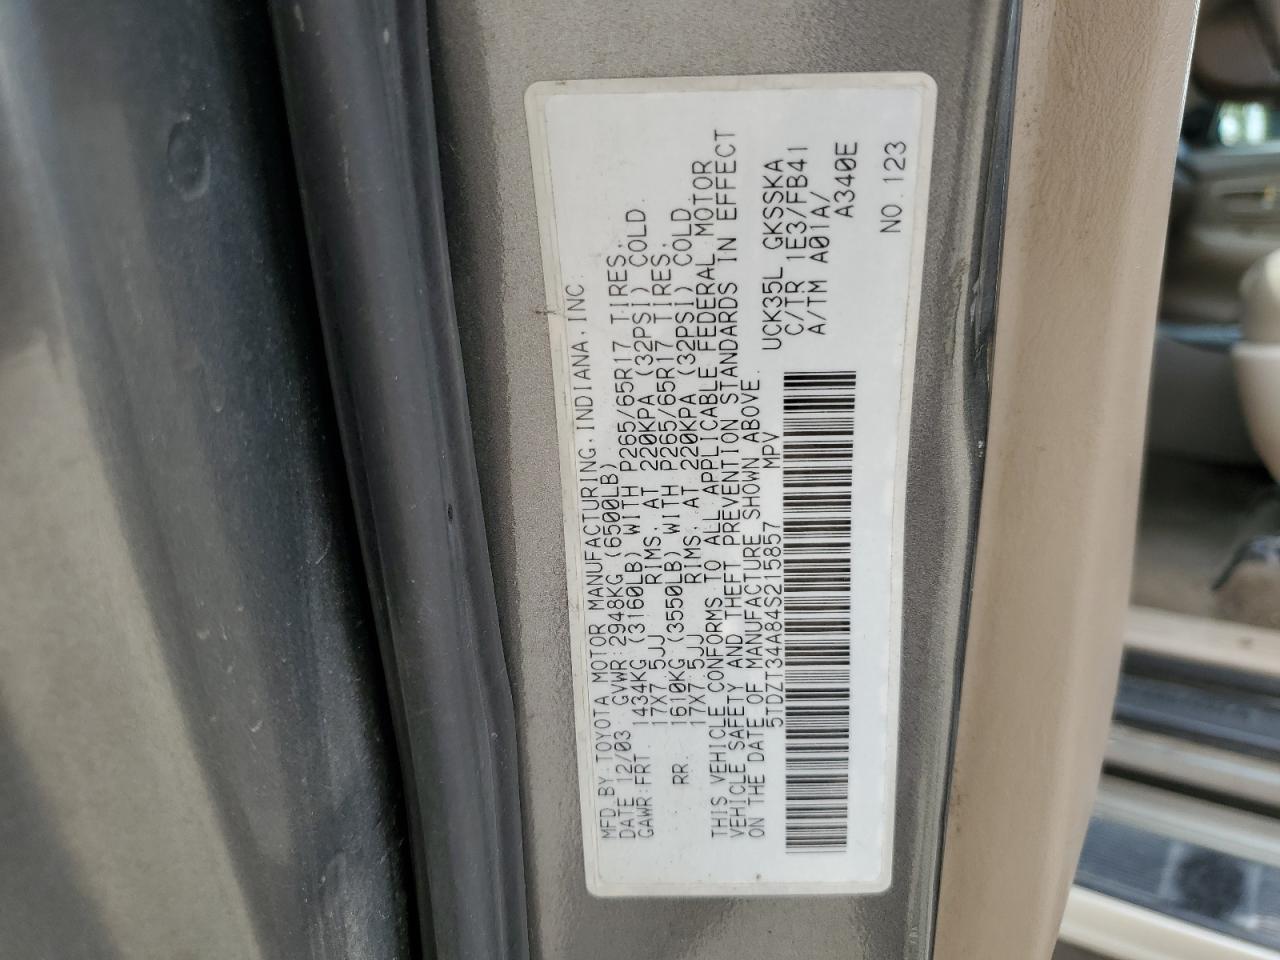 MFD. BY: TOYOTA MOTOR MANUFACTURING, INDIANA, INC.
DATE 12/03 GVWR: 2948KG (6500LB)
GAWR: FRT. 1434KG (3160LB) WITH P265/65R17 TIRES,
17X7.5JJ RIMS, AT 220KPA (32PSI) COLD.
RR. 1610KG (3550LB) WITH P265/65R17 TIRES,
17X7.5JJ RIMS, AT 220KPA (32PSI) COLD.
THIS VEHICLE CONFORMS TO ALL APPLICABLE FEDERAL MOTOR
VEHICLE SAFETY AND THEFT PREVENTION STANDARDS IN EFFECT
ON THE DATE OF MANUFACTURE SHOWN ABOVE.
5TDZT34A84S215857 MPV
UCK35L GKSSKA
C/TR 1E3/FB41
A/TM A01A/
A340E
NO. 123